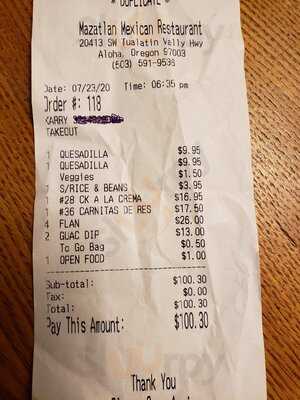 * DUPLICATE *
Mazatlan Mexican Restaurant
20413 SW Tualatin Vally Hwy
Aloha, Oregon 97003
(503) 591-9536
Date: 07/23/20 Time: 06:35 pm
Order #: 118
KARRY
TAKEOUT
1 QUESADILLA $9.95
1 QUESADILLA $9.95
Veggies $1.50
1 S/RICE & BEANS $3.95
1 #28 CK A LA CREMA $16.95
1 #36 CARNITAS DE RES $17.50
4 FLAN $26.00
2 GUAC DIP $13.00
To Go Bag $0.50
1 OPEN FOOD $1.00
Sub-total: $100.30
Tax: $0.00
Total: $100.30
Pay This Amount: $100.30
Thank You